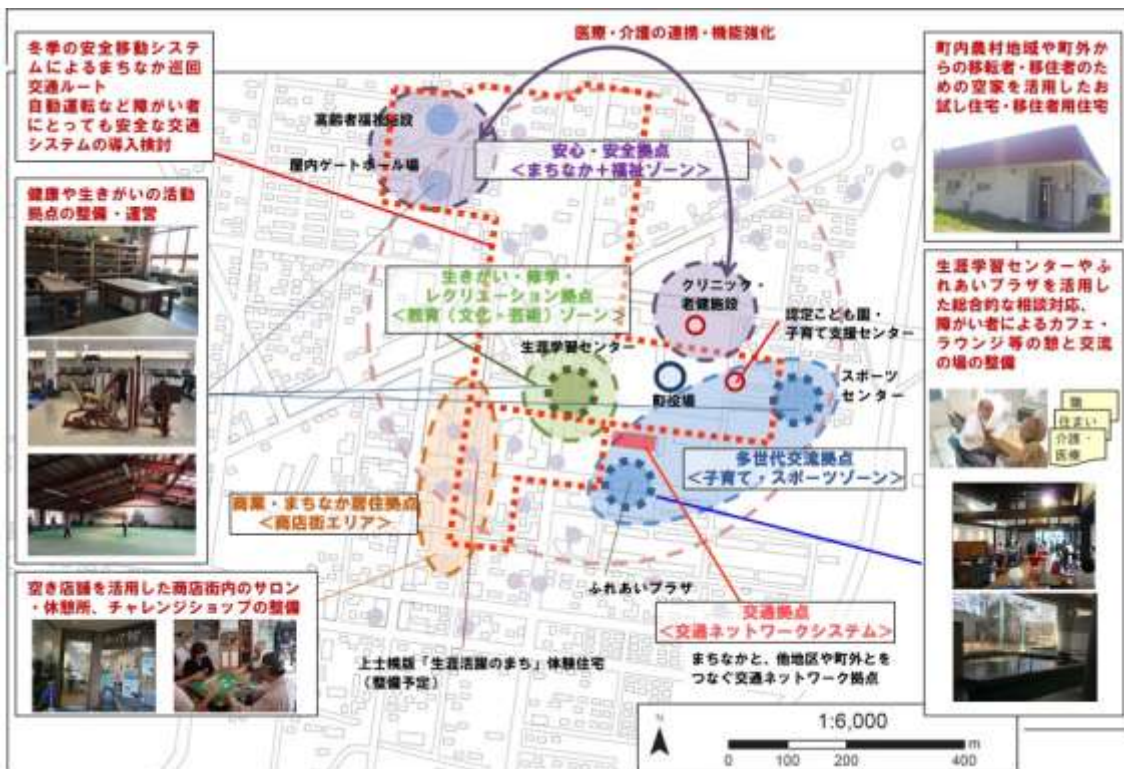 医療・介護の連携・機能強化
冬季の安全移動システ
ムによるまちなか巡回
交通ルート
自動運転など障がい者
にとっても安全な交通
システムの導入検討
健康や生きがいの活動
拠点の整備・運営
空き店舗を活用した商店街内のサロン
・休憩所、チャレンジショップの整備
高齢者福祉施設
屋内ゲートボール場
安心・安全拠点
<まちなか+福祉ゾーン>
生きがい・修学・
レクリエーション拠点
<教育（文化・芸術）ゾーン>
生涯学習センター
クリニック・
老健施設
認定こども園・
子育て支援センター
町役場
スポーツ
センター
多世代交流拠点
<子育て・スポーツゾーン>
商業・まちなか居住拠点
<商店街エリア>
ふれあいプラザ
交通拠点
<交通ネットワークシステム>
まちなかと、他地区や町外とを
つなぐ交通ネットワーク拠点
上士幌版「生涯活躍のまち」体験住宅
（整備予定）
町内農村地域や町外か
らの移転者・移住者のた
めの空家を活用したお
試し住宅・移住者用住宅
生涯学習センターやふ
れあいプラザを活用し
た総合的な相談対応、
障がい者によるカフェ・
ラウンジ等の憩と交流
の場の整備
職
住まい
介護・
医療
N
1:6,000
m
0 100 200 400